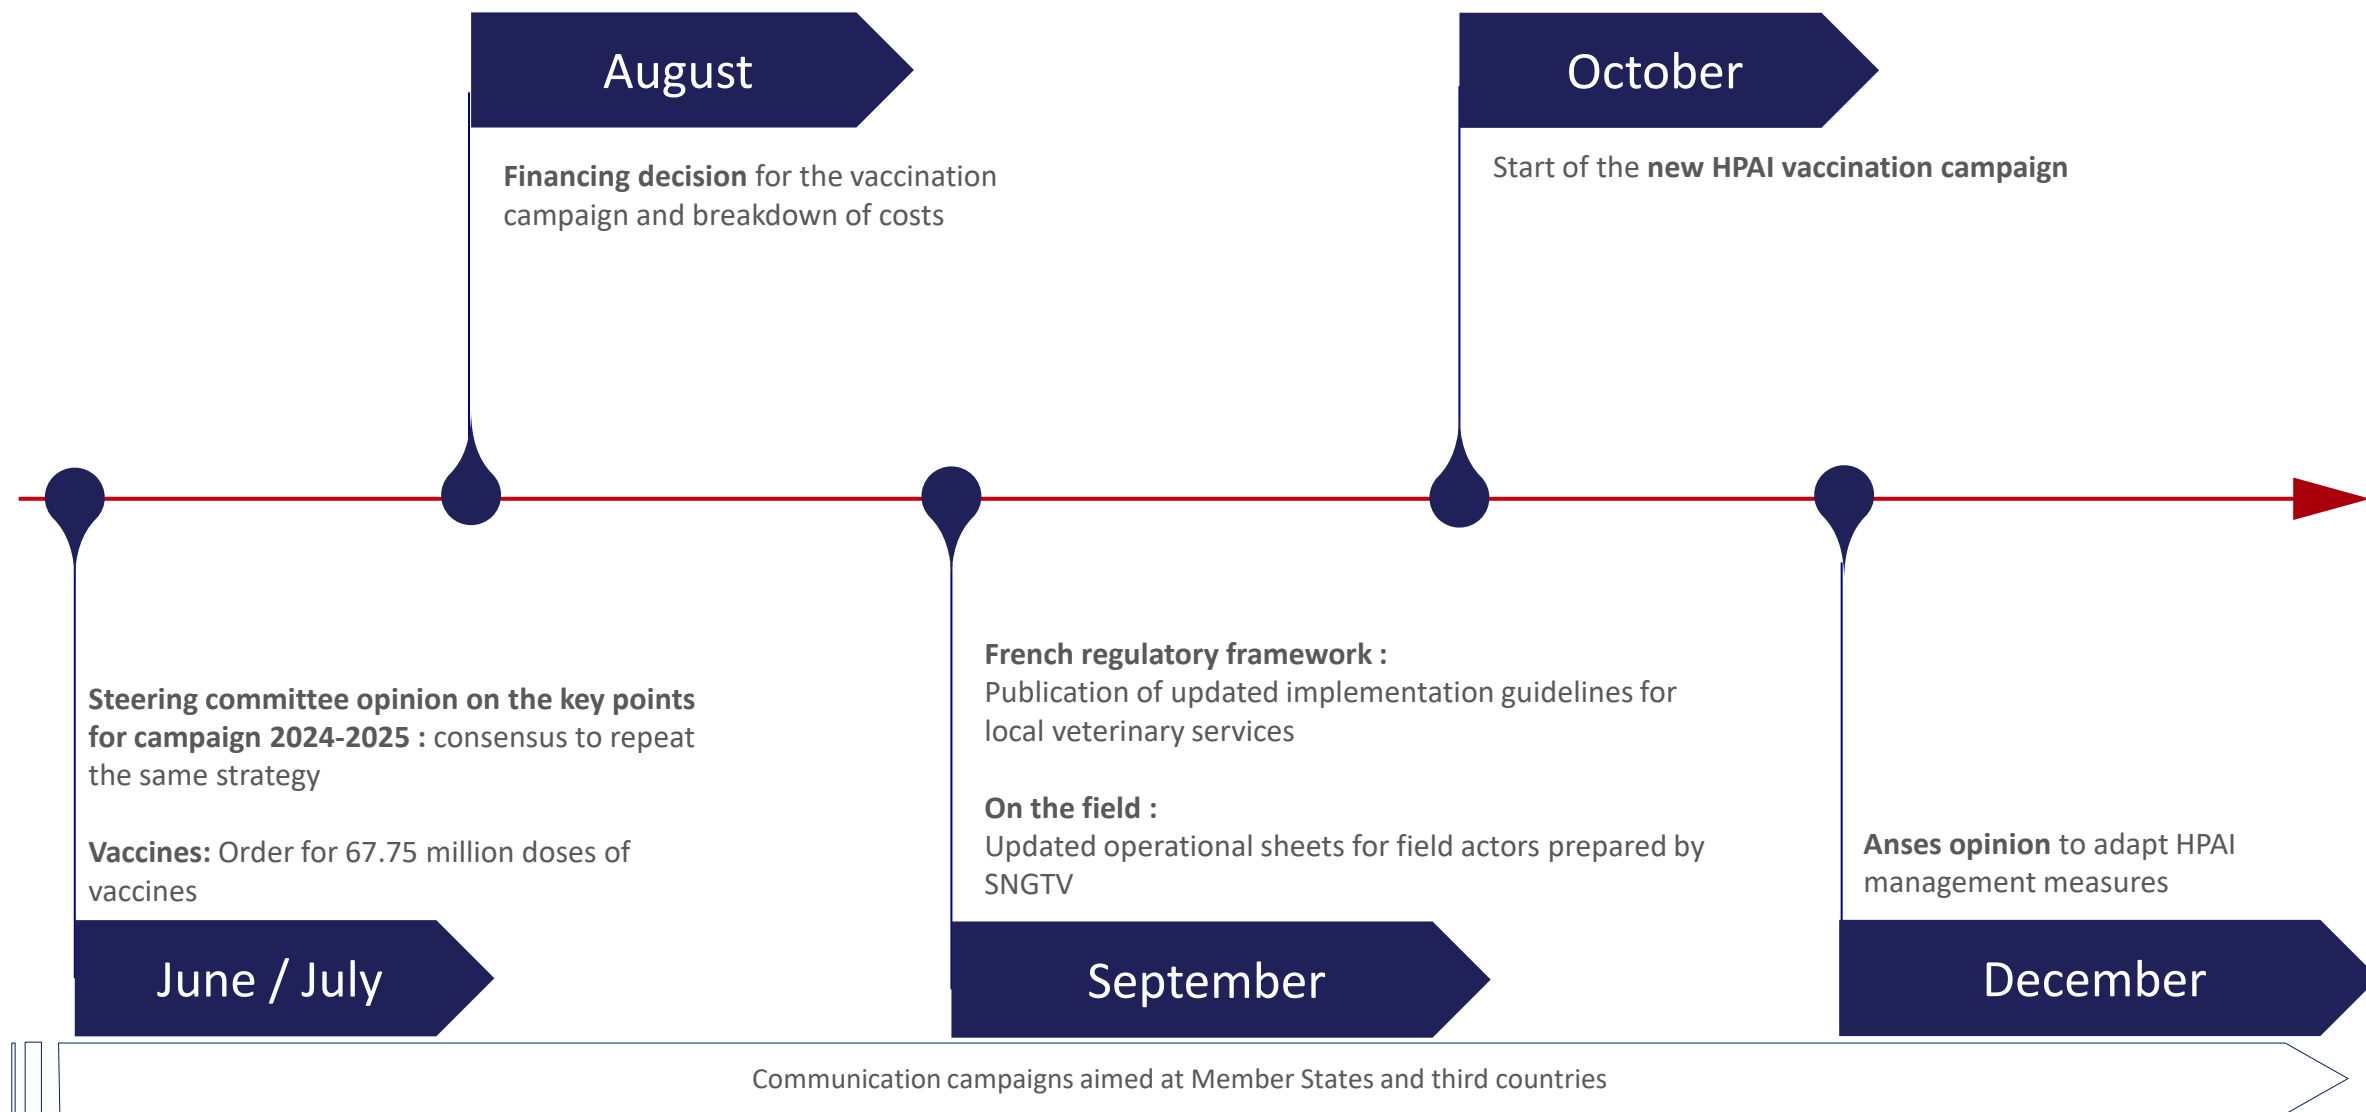 August
Financing decision for the vaccination
campaign and breakdown of costs
October
Start of the new HPAI vaccination campaign
Steering committee opinion on the key points
for campaign 2024-2025 : consensus to repeat
the same strategy
Vaccines: Order for 67.75 million doses of
vaccines
June / July
French regulatory framework :
Publication of updated implementation guidelines for
local veterinary services
On the field :
Updated operational sheets for field actors prepared by
SNGTV
September
Anses opinion to adapt HPAI
management measures
December
Communication campaigns aimed at Member States and third countries